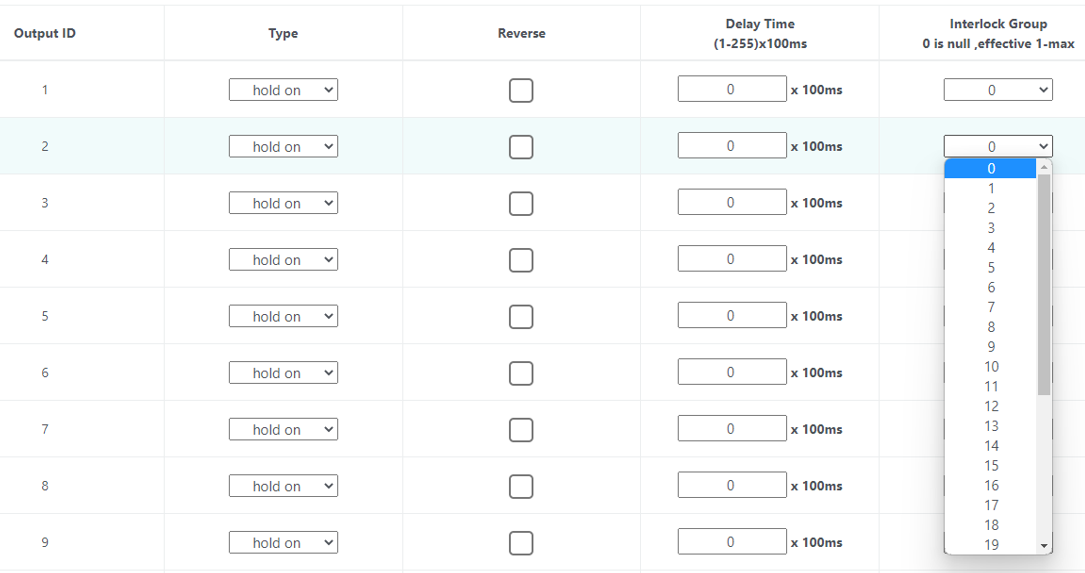 Output ID
Type
Reverse
Delay Time
(1-255)x100ms
Interlock Group
0 is null ,effective 1-max
1
hold on
0
x 100ms
0
2
hold on
0
x 100ms
0
0
1
2
3
4
5
6
7
8
9
10
11
12
13
14
15
16
17
18
19
3
hold on
0
x 100ms
4
hold on
0
x 100ms
5
hold on
0
x 100ms
6
hold on
0
x 100ms
7
hold on
0
x 100ms
8
hold on
0
x 100ms
9
hold on
0
x 100ms